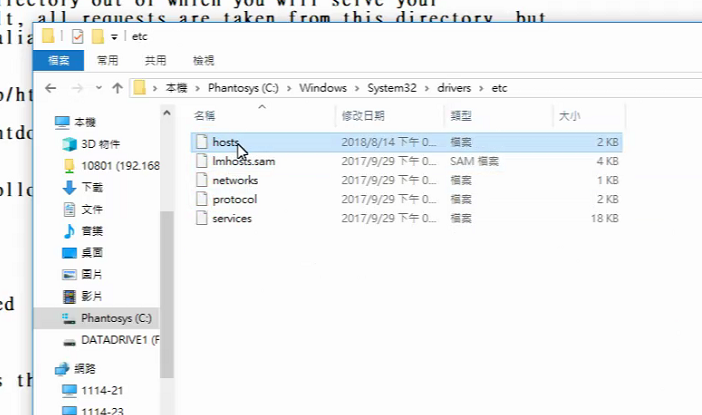 directory out of which you will serve your
lt, all requests are taken from this directory, but
etc
檔案 常用 共用 檢視
本機 > Phantosys (C:) > Windows > System32 > drivers > etc
名稱 修改日期 類型 大小
本機
3D 物件
10801 (192.168
下載
文件
音樂
桌面
圖片
影片
Phantosys (C:)
DATADRIVE1 (F
網路
1114-21
1114-23
hosts 2018/8/14 下午 0... 檔案 2 KB
lmhosts.sam 2017/9/29 下午 0... SAM 檔案 4 KB
networks 2017/9/29 下午 0... 檔案 1 KB
protocol 2017/9/29 下午 0... 檔案 2 KB
services 2017/9/29 下午 0... 檔案 18 KB